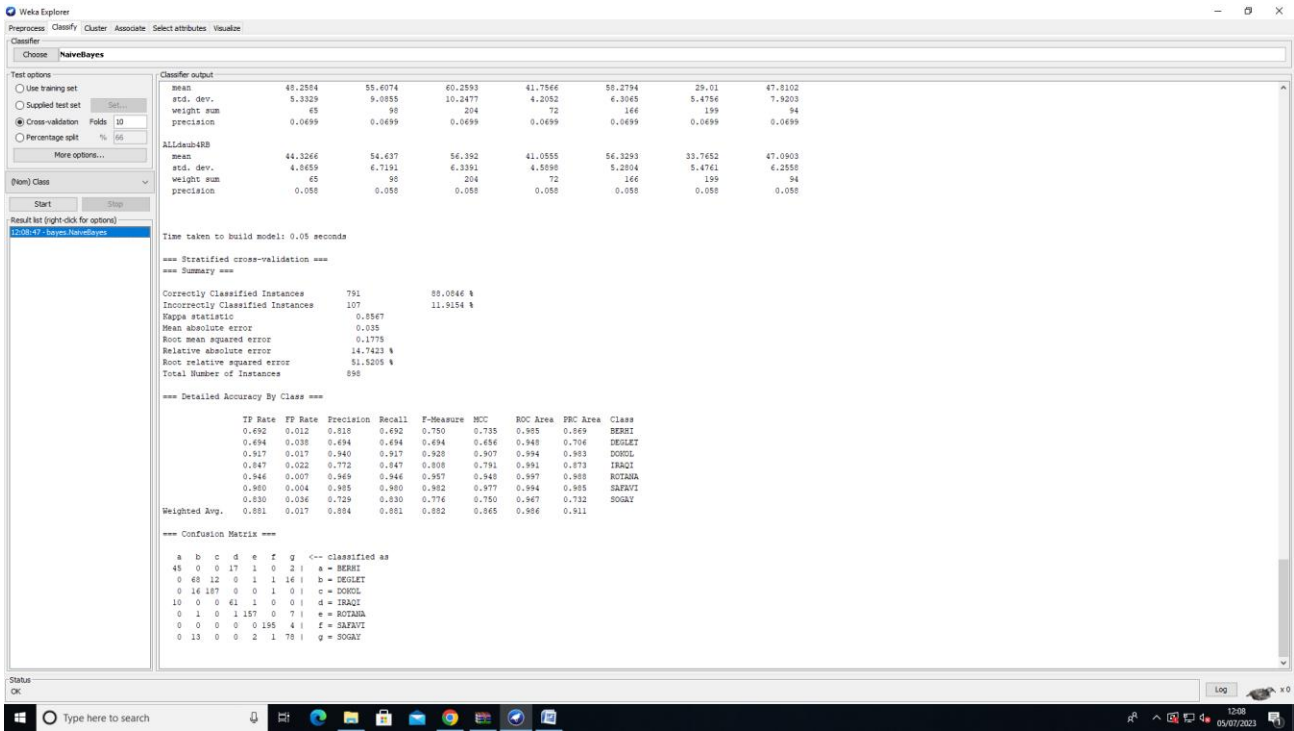 Weka Explorer
Preprocess Classify Cluster Associate Select attributes Visualize
Classifier
Choose NaiveBayes
Test options
Use training set
Supplied test set Set...
Cross-validation Folds 10
Percentage split % 66
More options...
(Nom) Class
Start Stop
Result list (right-click for options)
12:08:47 - bayes.NaiveBayes
Classifier output
mean 48.2584 55.6074 60.2593 41.7566 58.2794 29.01 47.8102
std. dev. 5.3329 9.0855 10.2477 4.2052 6.3065 5.4756 7.9203
weight sum 65 98 204 72 166 199 94
precision 0.0699 0.0699 0.0699 0.0699 0.0699 0.0699 0.0699
ALLdaub4RB
mean 44.3266 54.637 56.392 41.0555 56.3293 33.7652 47.0903
std. dev. 4.8659 6.7191 6.3391 4.5898 5.2804 5.4761 6.2558
weight sum 65 98 204 72 166 199 94
precision 0.058 0.058 0.058 0.058 0.058 0.058 0.058
Time taken to build model: 0.05 seconds
=== Stratified cross-validation ===
=== Summary ===
Correctly Classified Instances 791 88.0846 %
Incorrectly Classified Instances 107 11.9154 %
Kappa statistic 0.8567
Mean absolute error 0.035
Root mean squared error 0.1775
Relative absolute error 14.7423 %
Root relative squared error 51.5205 %
Total Number of Instances 898
=== Detailed Accuracy By Class ===
TP Rate FP Rate Precision Recall F-Measure MCC ROC Area PRC Area Class
0.692 0.012 0.818 0.692 0.750 0.735 0.985 0.869 BERHI
0.694 0.038 0.694 0.694 0.694 0.656 0.948 0.706 DEGLET
0.917 0.017 0.940 0.917 0.928 0.907 0.994 0.983 DOKOL
0.847 0.022 0.772 0.847 0.808 0.791 0.991 0.873 IRAQI
0.946 0.007 0.969 0.946 0.957 0.948 0.997 0.988 ROTANA
0.980 0.004 0.985 0.980 0.982 0.977 0.994 0.985 SAFAVI
0.830 0.036 0.729 0.830 0.776 0.750 0.967 0.732 SOGAY
Weighted Avg. 0.881 0.017 0.884 0.881 0.882 0.865 0.986 0.911
=== Confusion Matrix ===
a b c d e f g <-- classified as
45 0 0 17 1 0 2 | a = BERHI
0 68 12 0 1 1 16 | b = DEGLET
0 16 187 0 0 1 0 | c = DOKOL
10 0 0 61 1 0 0 | d = IRAQI
0 1 0 1 157 0 7 | e = ROTANA
0 0 0 0 0 195 4 | f = SAFAVI
0 13 0 0 2 1 78 | g = SOGAY
Status
OK
Log x 0
Type here to search
12:08
05/07/2023